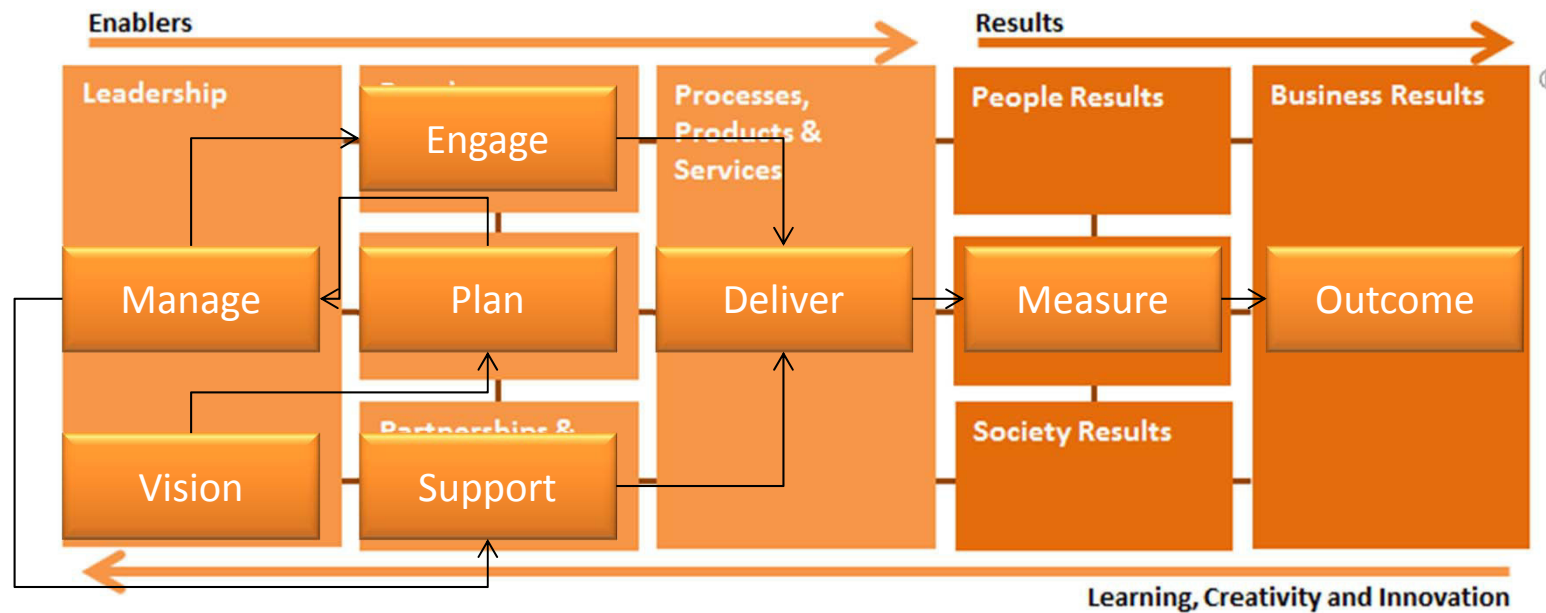 Enablers
Results
Leadership
Engage
Processes,
Products &
Services
People Results
Business Results
Manage
Plan
Deliver
Measure
Outcome
Partnerships &
Vision
Support
Society Results
Learning, Creativity and Innovation